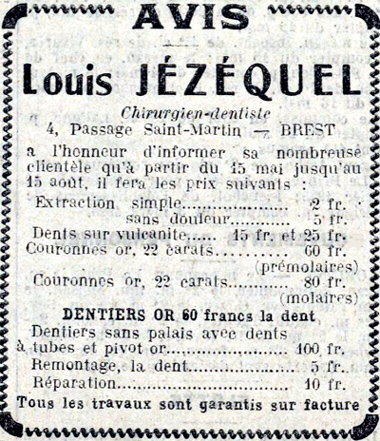 AVIS
Louis JÉZÉQUEL
Chirurgien-dentiste
4, Passage Saint-Martin — BREST
a l'honneur d'informer sa nombreuse
clientèle qu'à partir du 15 mai jusqu'au
15 août, il fera les prix suivants :
Extraction simple.................... 2 fr.
sans douleur........... 5 fr.
Dents sur vulcanite.... 15 fr. et 25 fr.
Couronnes or, 22 carats.......... 60 fr.
(prémolaires)
Couronnes or, 22 carats.......... 80 fr.
(molaires)
DENTIERS OR 60 francs la dent
Dentiers sans palais avec dents
à tubes et pivot or................. 100 fr.
Remontage, la dent................ 5 fr.
Réparation........................... 10 fr.
Tous les travaux sont garantis sur facture